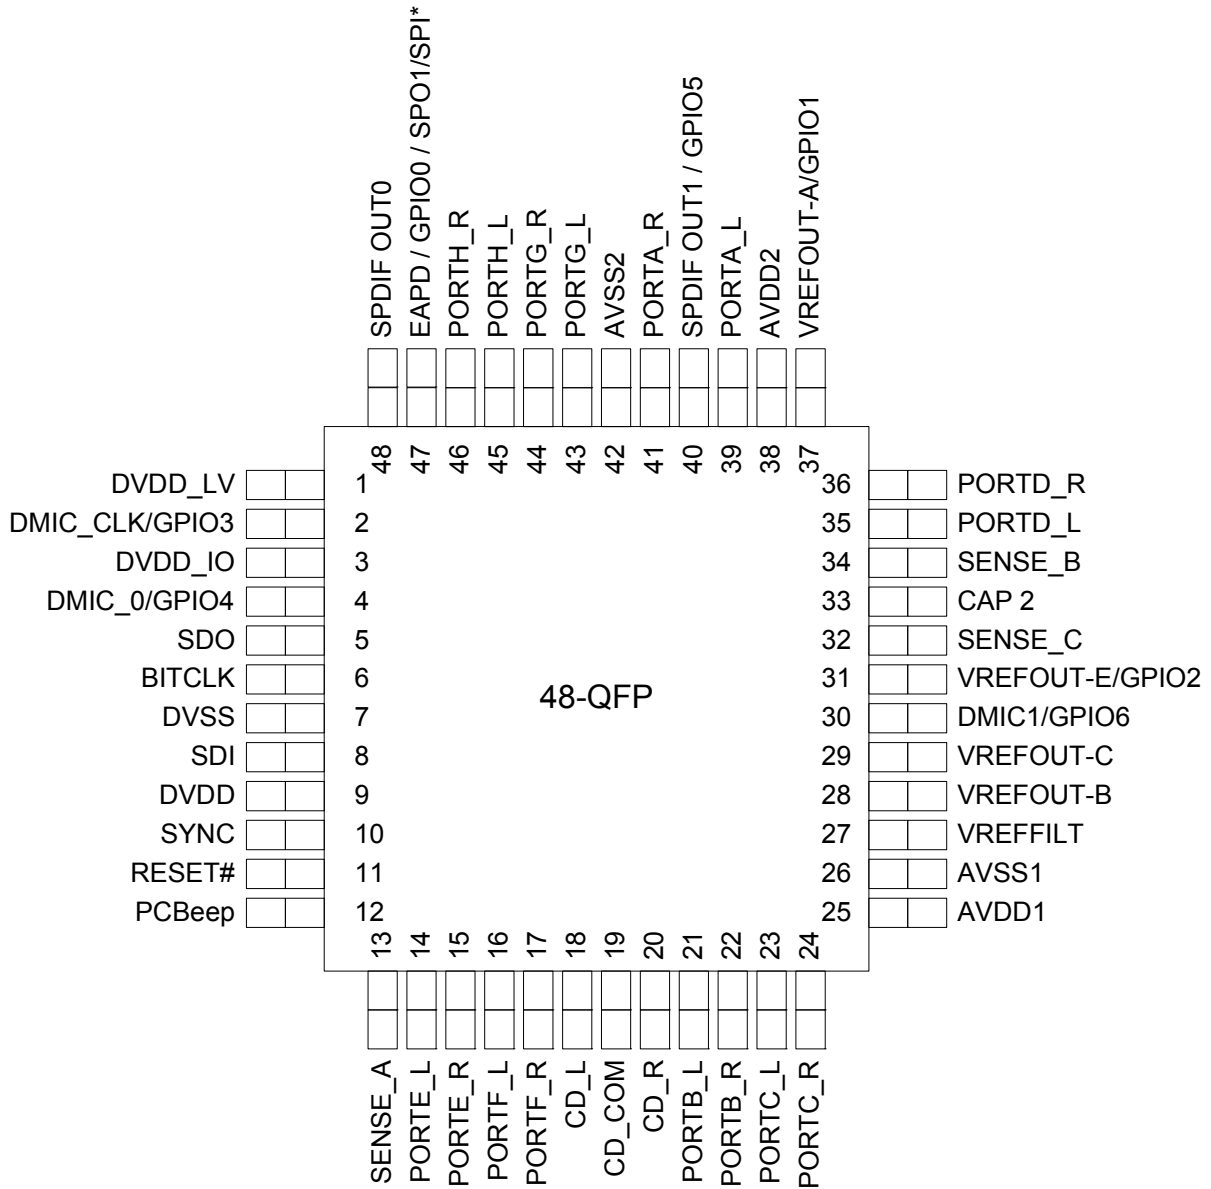 SPDIF OUT0
EAPD / GPIO0 / SPO1/SPI*
PORTH_R
PORTH_L
PORTG_R
PORTG_L
AVSS2
PORTA_R
SPDIF OUT1 / GPIO5
PORTA_L
AVDD2
VREFOUT-A/GPIO1
48
47
46
45
44
43
42
41
40
39
38
37
DVDD_LV 1
DMIC_CLK/GPIO3 2
DVDD_IO 3
DMIC_0/GPIO4 4
SDO 5
BITCLK 6
DVSS 7
SDI 8
DVDD 9
SYNC 10
RESET# 11
PCBeep 12
48-QFP
36 PORTD_R
35 PORTD_L
34 SENSE_B
33 CAP 2
32 SENSE_C
31 VREFOUT-E/GPIO2
30 DMIC1/GPIO6
29 VREFOUT-C
28 VREFOUT-B
27 VREFFILT
26 AVSS1
25 AVDD1
13
14
15
16
17
18
19
20
21
22
23
24
SENSE_A
PORTE_L
PORTE_R
PORTF_L
PORTF_R
CD_L
CD_COM
CD_R
PORTB_L
PORTB_R
PORTC_L
PORTC_R